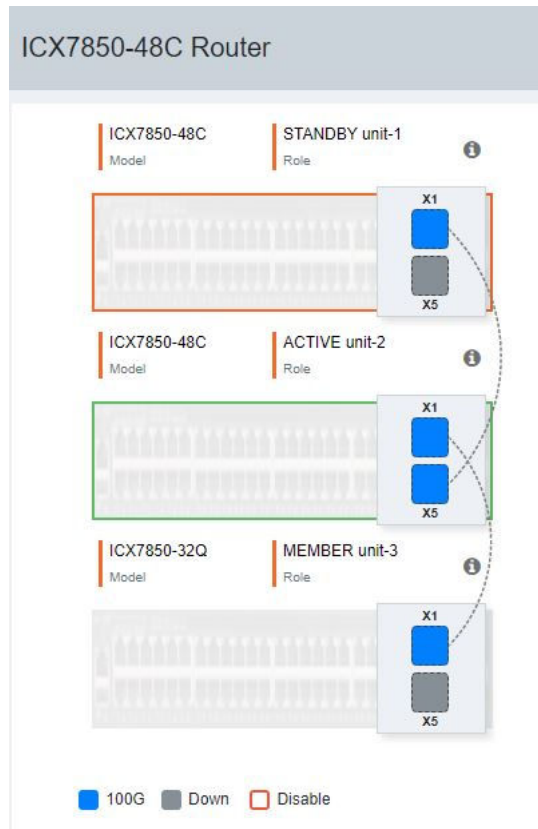 ICX7850-48C Router
ICX7850-48C STANDBY unit-1
Model Role
X1
X5
ICX7850-48C ACTIVE unit-2
Model Role
X1
X5
ICX7850-32Q MEMBER unit-3
Model Role
X1
X5
100G Down Disable